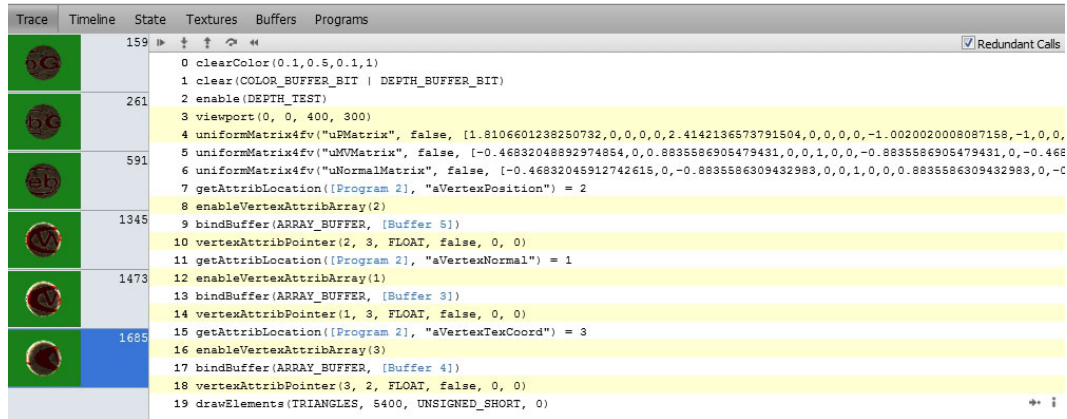 Trace Timeline State Textures Buffers Programs
159
261
591
1345
1473
1685
Redundant Calls
0 clearColor(0.1,0.5,0.1,1)
1 clear(COLOR_BUFFER_BIT | DEPTH_BUFFER_BIT)
2 enable(DEPTH_TEST)
3 viewport(0, 0, 400, 300)
4 uniformMatrix4fv("uPMatrix", false, [1.8106601238250732,0,0,0,0,2.4142136573791504,0,0,0,0,-1.0020020008087158,-1,0,0,
5 uniformMatrix4fv("uMVMatrix", false, [-0.46832048892974854,0,0.8835586905479431,0,0,1,0,0,-0.8835586905479431,0,-0.468
6 uniformMatrix4fv("uNormalMatrix", false, [-0.46832045912742615,0,-0.8835586309432983,0,0,1,0,0,0.8835586309432983,0,-0
7 getAttribLocation([Program 2], "aVertexPosition") = 2
8 enableVertexAttribArray(2)
9 bindBuffer(ARRAY_BUFFER, [Buffer 5])
10 vertexAttribPointer(2, 3, FLOAT, false, 0, 0)
11 getAttribLocation([Program 2], "aVertexNormal") = 1
12 enableVertexAttribArray(1)
13 bindBuffer(ARRAY_BUFFER, [Buffer 3])
14 vertexAttribPointer(1, 3, FLOAT, false, 0, 0)
15 getAttribLocation([Program 2], "aVertexTexCoord") = 3
16 enableVertexAttribArray(3)
17 bindBuffer(ARRAY_BUFFER, [Buffer 4])
18 vertexAttribPointer(3, 2, FLOAT, false, 0, 0)
19 drawElements(TRIANGLES, 5400, UNSIGNED_SHORT, 0)